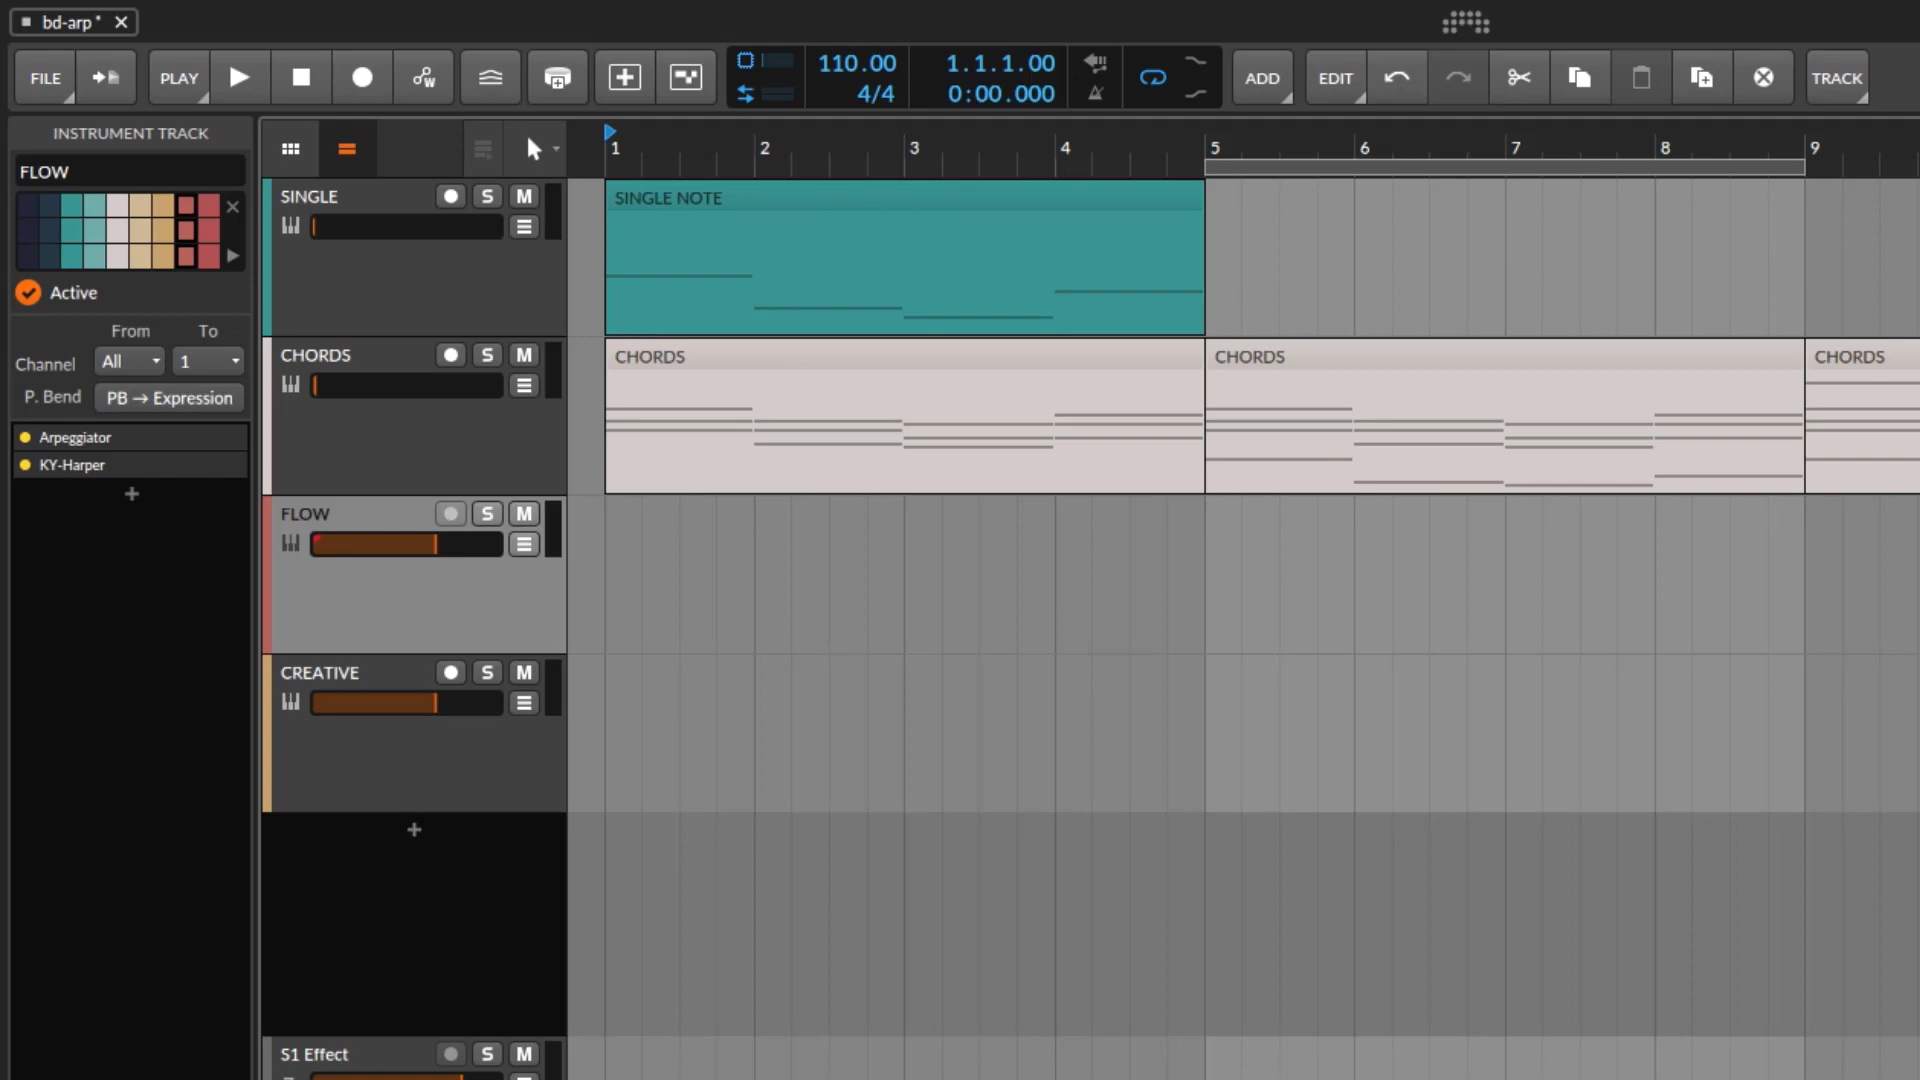 bd-arp*
FILE PLAY 110.00 1.1.1.00 ADD EDIT TRACK
4/4 0:00.000
INSTRUMENT TRACK
FLOW
Active
From To
Channel All 1
P. Bend PB → Expression
Arpeggiator
KY-Harper
1 2 3 4 5 6 7 8 9
SINGLE S M
SINGLE NOTE
CHORDS S M
CHORDS CHORDS CHORDS
FLOW S M
CREATIVE S M
S1 Effect S M